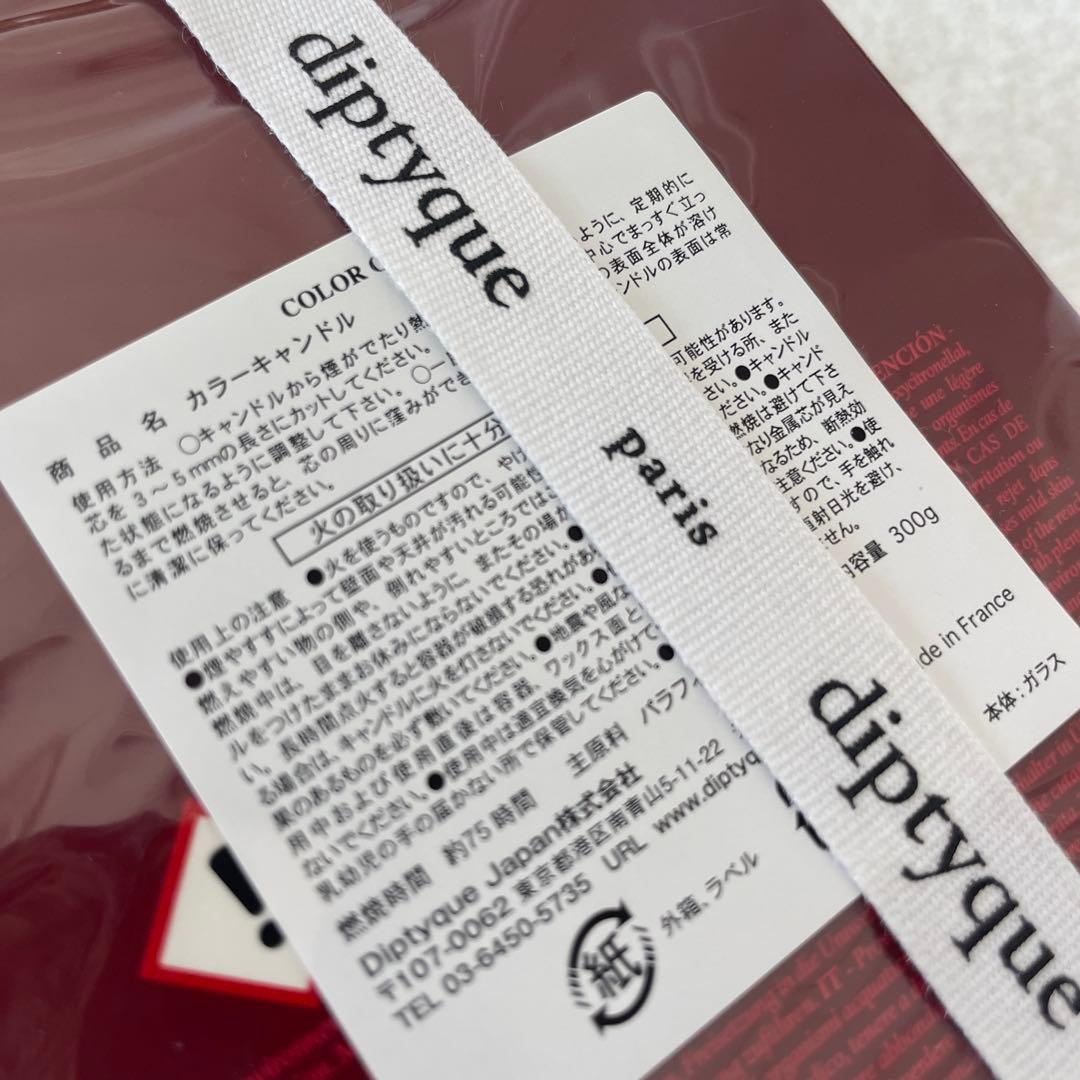 diptyque
paris
diptyque
COLOR
商品名 カラーキャンドル
使用方法 ○キャンドルから煙がでたり熱
芯を3～5mmの長さにカットしてください。○一
た状態になるように調整して下さい。
るまで燃焼させると、芯の周りに窪みができ
に清潔に保ってください。
ように、定期的に
中心でまっすぐ立っ
の表面全体が溶け
ンドルの表面は常
火の取り扱いに十分
使用上の注意 ●火を使うものですので、やけ
●煙やすすによって壁面や天井が汚れる可能性
燃えやすい物の側や、倒れやすいところでは
燃焼中は、目を離さないように、またその場か
ルをつけたままお休みにならないでください。●
い。長時間点火すると容器が破損する恐れがあ
る場合は、キャンドルに火を灯さないでください。●
果のあるものを必ず敷いてください。●地震や風な
用中および使用直後は容器、ワックス面と
ないでください。●使用中は適宜換気を心がけて
乳幼児の手の届かない所で保管してください。●
可能性があります。
を受ける所、また
さい。●キャンドル
ださい。●キャンド
燃焼は避けて下さ
なり金属芯が見え
なるため、断熱効
注意ください。●使
すので、手を触れ
直射日光を避け、
せん。
燃焼時間 約75時間 主原料 パラフィ
内容量 300g
Diptyque Japan株式会社
〒107-0062 東京都港区南青山5-11-22
TEL 03-6450-5735 URL www.diptyq
de in France
紙
外箱、ラベル
本体：ガラス
!
ENCIÓN
xycitronellal,
e une légère
organismes
CAS DE
irritation ou
rejet dans
mild skin